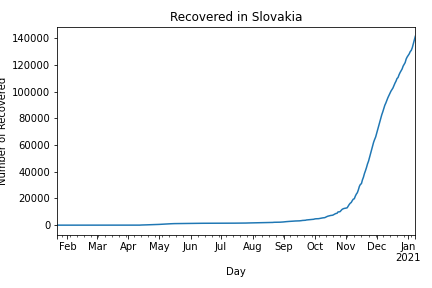 Recovered in Slovakia
Number of Recovered
140000
120000
100000
80000
60000
40000
20000
0
Feb Mar Apr May Jun Jul Aug Sep Oct Nov Dec Jan
2021
Day